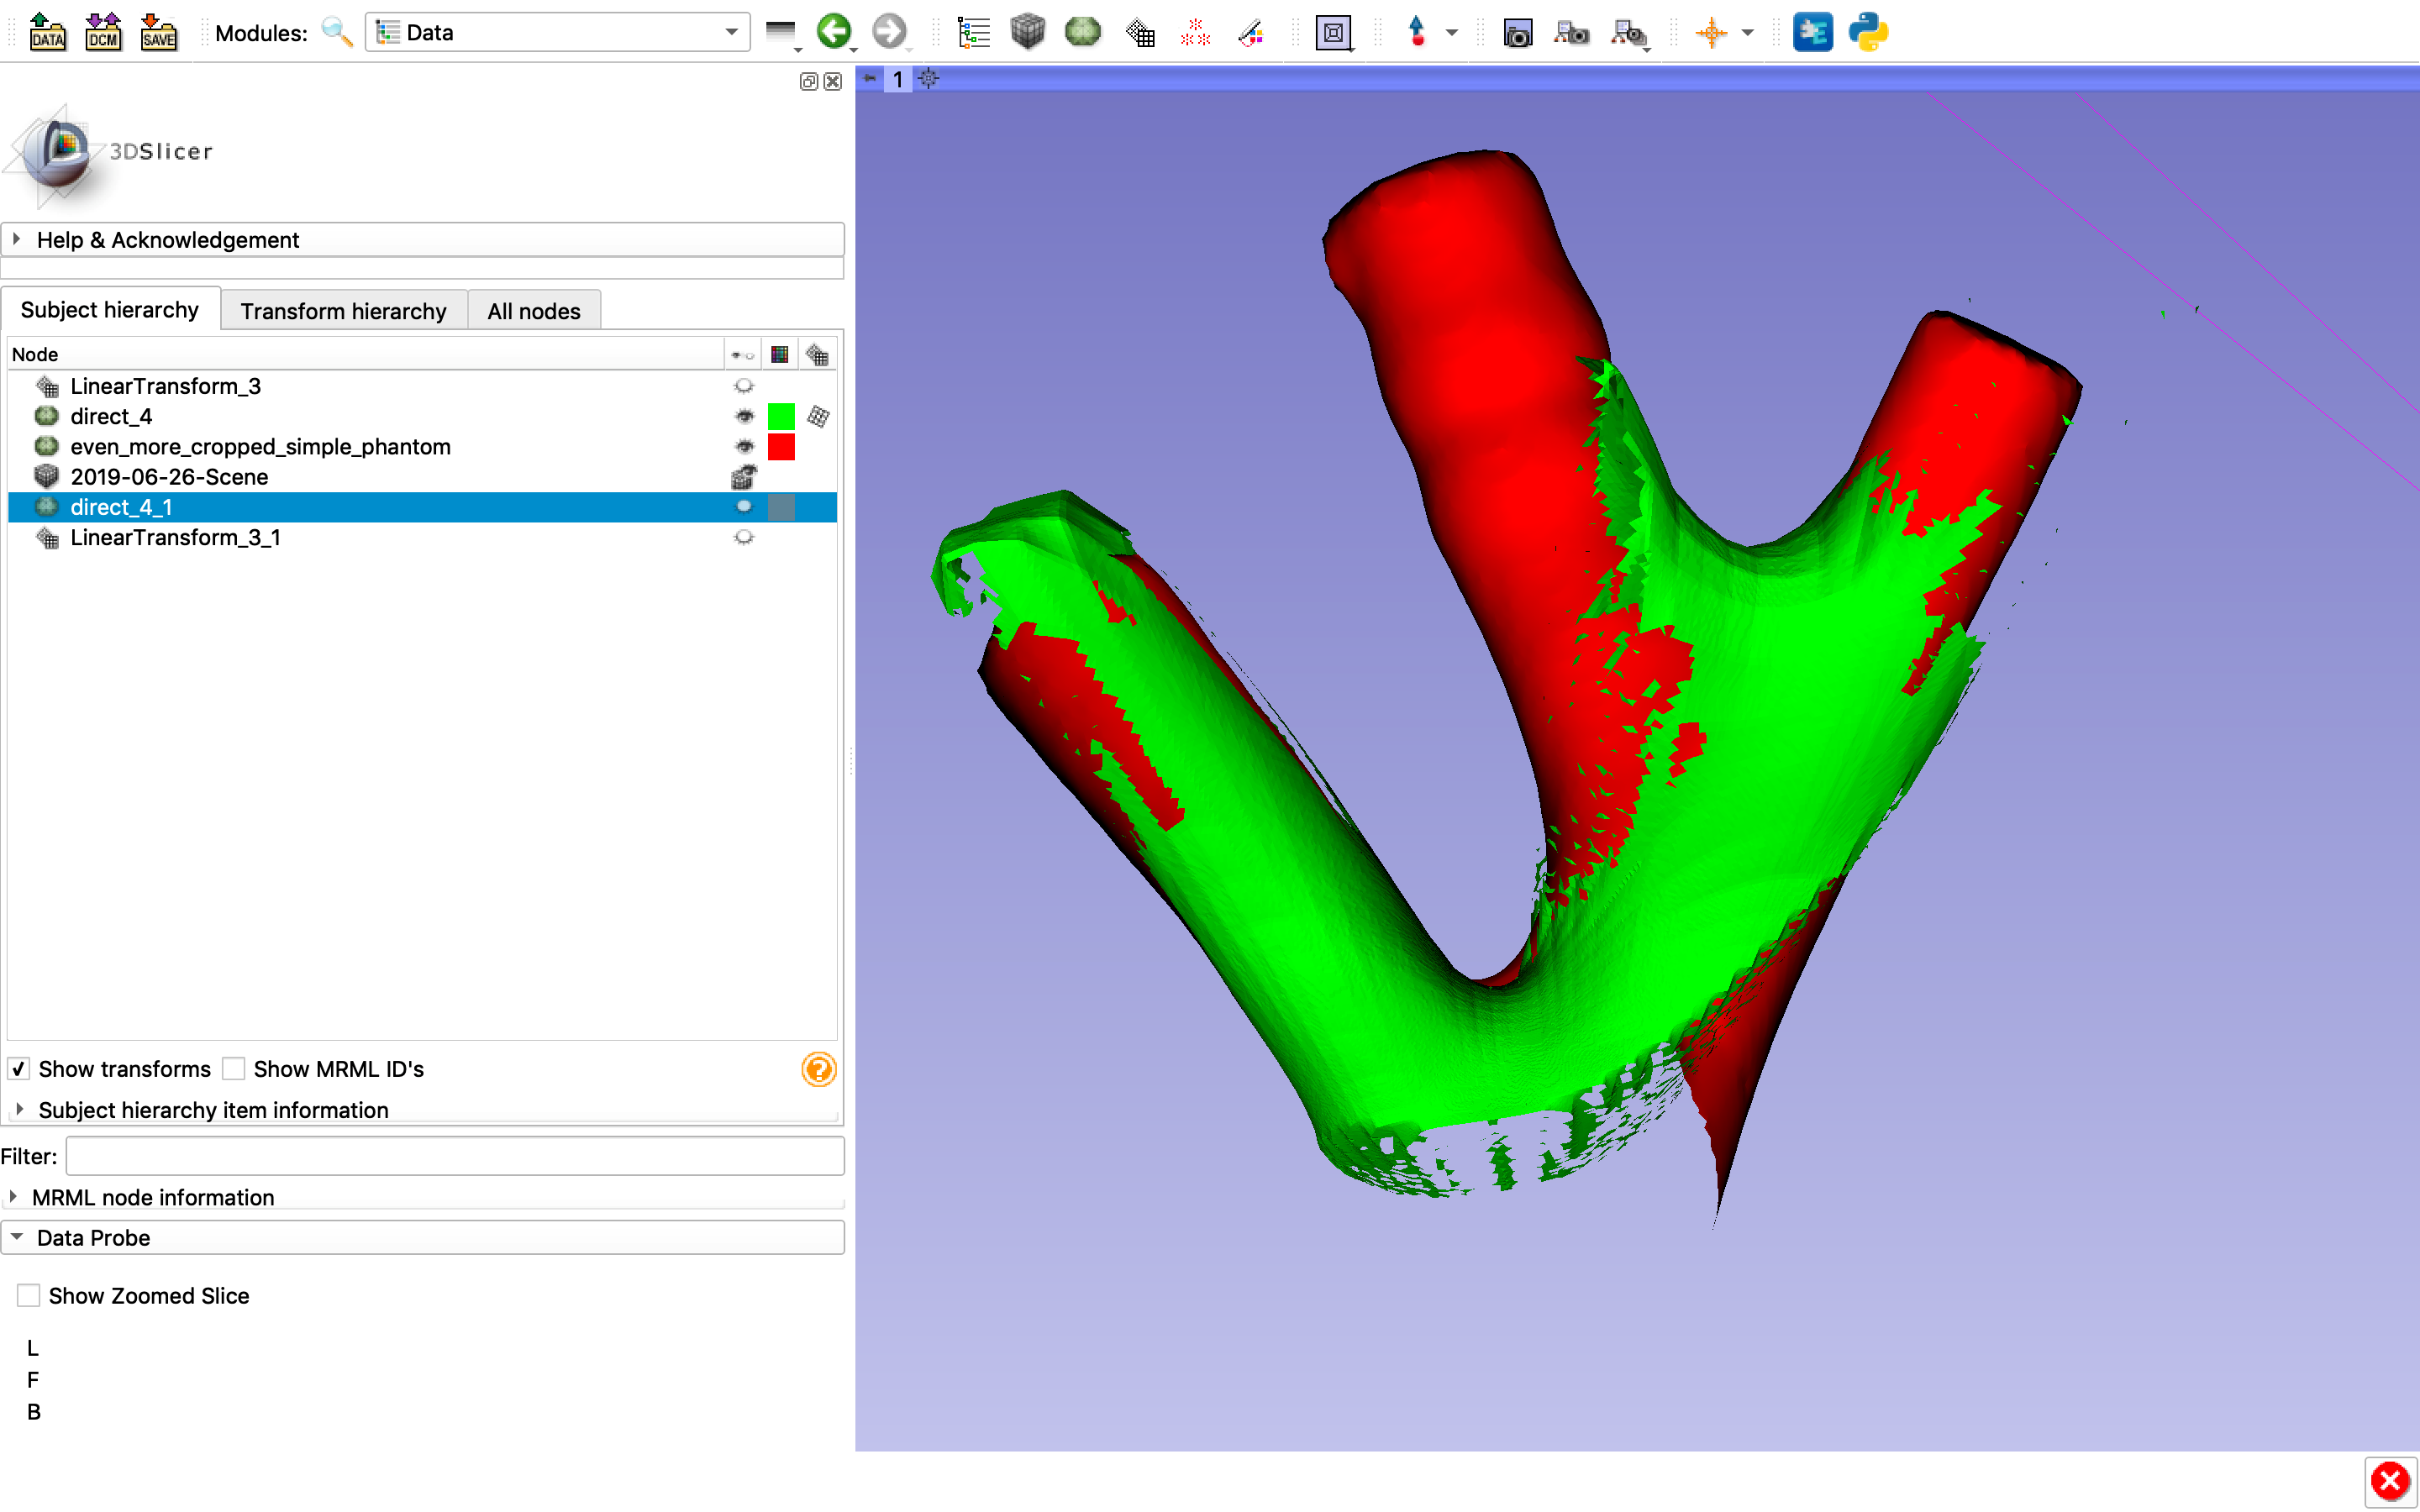 DATA DCM SAVE Modules: Data
1
3DSlicer
Help & Acknowledgement
Subject hierarchy Transform hierarchy All nodes
Node
LinearTransform_3
direct_4
even_more_cropped_simple_phantom
2019-06-26-Scene
direct_4_1
LinearTransform_3_1
Show transforms Show MRML ID's
Subject hierarchy item information
Filter:
MRML node information
Data Probe
Show Zoomed Slice
L
F
B